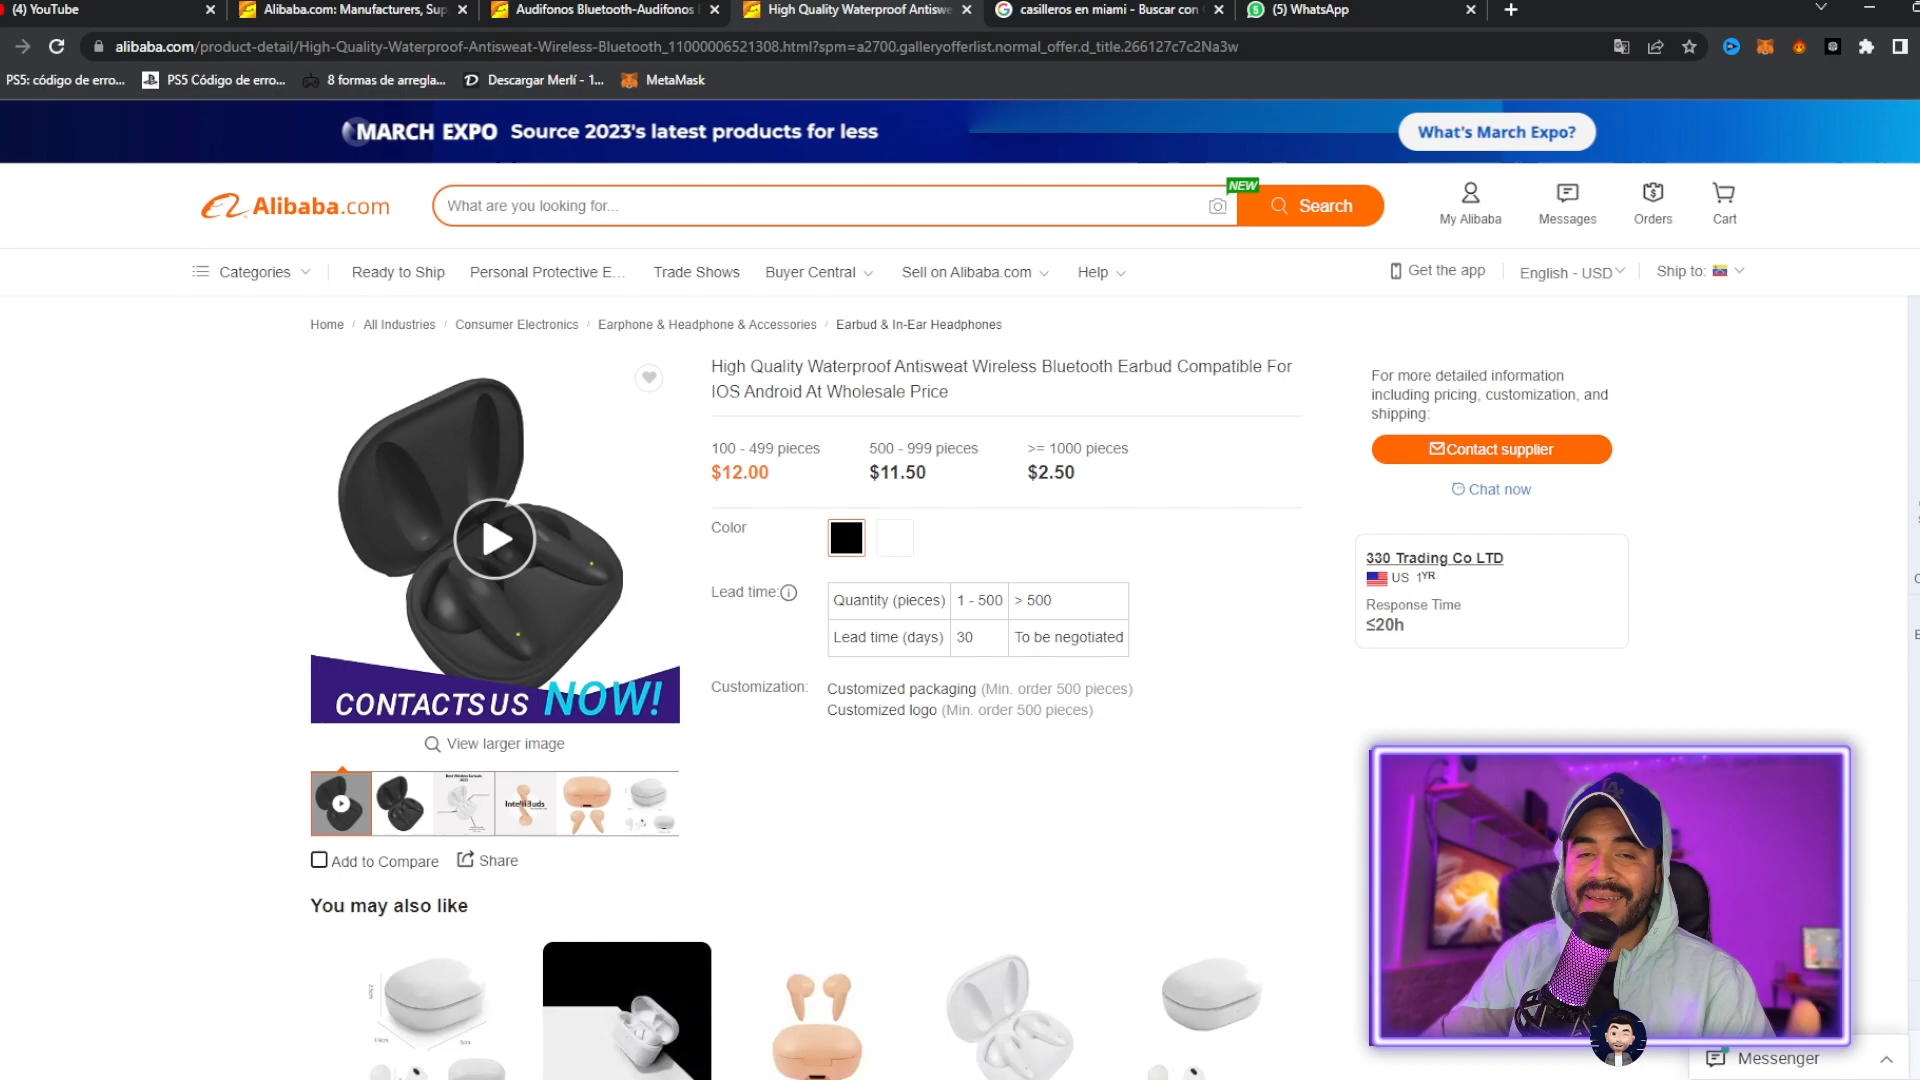 (4) YouTube
Alibaba.com: Manufacturers, Sup
Audifonos Bluetooth-Audifonos
High Quality Waterproof Antiswe
casilleros en miami - Buscar con
(5) WhatsApp
alibaba.com/product-detail/High-Quality-Waterproof-Antisweat-Wireless-Bluetooth_11000006521308.html?spm=a2700.galleryofferlist.normal_offer.d_title.266127c7c2Na3w
PS5: código de erro...
PS5 Código de erro...
8 formas de arregla...
Descargar Merlí - 1...
MetaMask
MARCH EXPO Source 2023's latest products for less
What's March Expo?
Alibaba.com
What are you looking for...
NEW
Search
My Alibaba
Messages
Orders
Cart
Categories
Ready to Ship
Personal Protective E...
Trade Shows
Buyer Central
Sell on Alibaba.com
Help
Get the app
English - USD
Ship to:
Home / All Industries / Consumer Electronics / Earphone & Headphone & Accessories / Earbud & In-Ear Headphones
High Quality Waterproof Antisweat Wireless Bluetooth Earbud Compatible For
IOS Android At Wholesale Price
100 - 499 pieces
$12.00
500 - 999 pieces
$11.50
>= 1000 pieces
$2.50
Color
Lead time:
Quantity (pieces) 1 - 500 > 500
Lead time (days) 30 To be negotiated
Customization:
Customized packaging (Min. order 500 pieces)
Customized logo (Min. order 500 pieces)
For more detailed information
including pricing, customization, and
shipping:
Contact supplier
Chat now
330 Trading Co LTD
US 1YR
Response Time
≤20h
CONTACTS US NOW!
View larger image
IntelliBuds
Add to Compare
Share
You may also like
Messenger